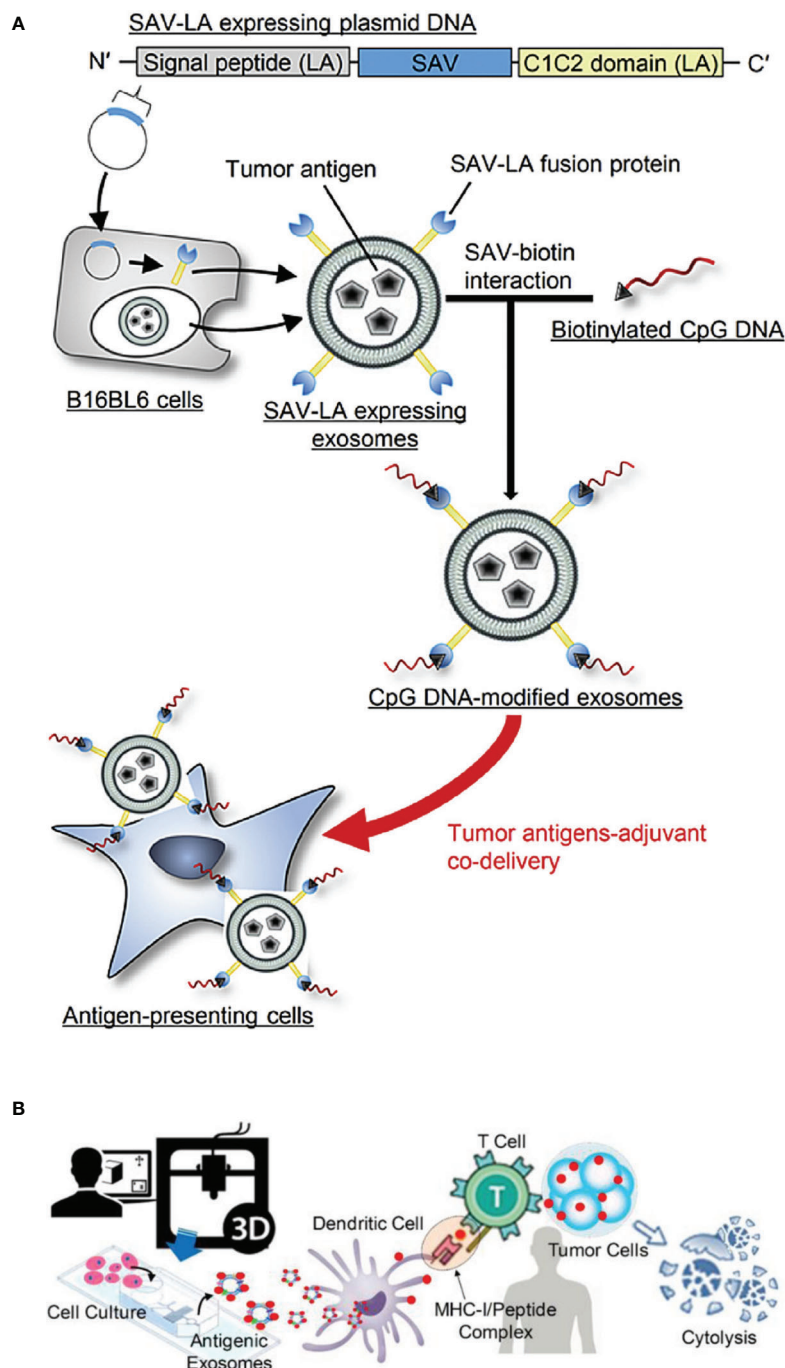 A
SAV-LA expressing plasmid DNA
N' Signal peptide (LA) SAV C1C2 domain (LA) C'
Tumor antigen
SAV-LA fusion protein
SAV-biotin
interaction
Biotinylated CpG DNA
B16BL6 cells
SAV-LA expressing
exosomes
CpG DNA-modified exosomes
Tumor antigens-adjuvant
co-delivery
Antigen-presenting cells
B
3D
Cell Culture
Antigenic
Exosomes
Dendritic Cell
T Cell
T
MHC-I/Peptide
Complex
Tumor Cells
Cytolysis